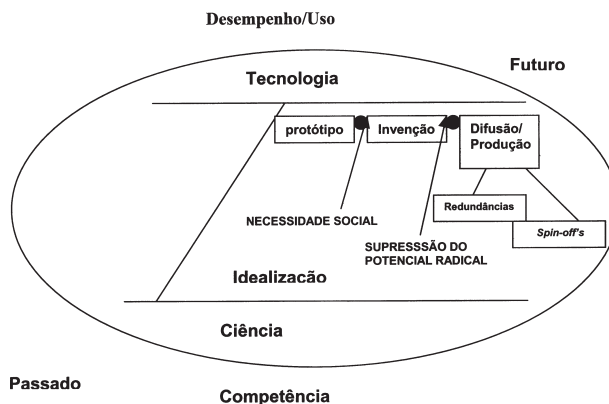 Desempenho/Uso
Futuro
Tecnologia
protótipo
Invenção
Difusão/
Produção
Redundâncias
Spin-off's
NECESSIDADE SOCIAL
SUPRESSSÃO DO
POTENCIAL RADICAL
Idealização
Ciência
Passado
Competência